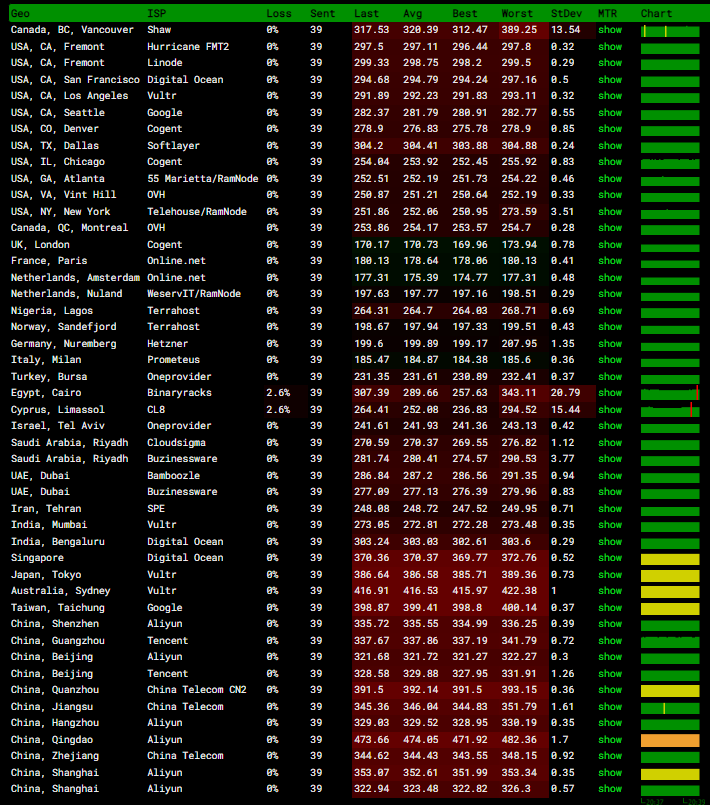 Geo ISP Loss Sent Last Avg Best Worst StDev MTR Chart
Canada, BC, Vancouver Shaw 0% 39 317.53 320.39 312.47 389.25 13.54 show
USA, CA, Fremont Hurricane FMT2 0% 39 297.5 297.11 296.44 297.8 0.32 show
USA, CA, Fremont Linode 0% 39 299.33 298.75 298.2 299.5 0.29 show
USA, CA, San Francisco Digital Ocean 0% 39 294.68 294.79 294.24 297.16 0.5 show
USA, CA, Los Angeles Vultr 0% 39 291.89 292.23 291.83 293.11 0.32 show
USA, CA, Seattle Google 0% 39 282.37 281.79 280.91 282.77 0.55 show
USA, CO, Denver Cogent 0% 39 278.9 276.83 275.78 278.9 0.85 show
USA, TX, Dallas Softlayer 0% 39 304.2 304.41 303.88 304.88 0.24 show
USA, IL, Chicago Cogent 0% 39 254.04 253.92 252.45 255.92 0.83 show
USA, GA, Atlanta 55 Marietta/RamNode 0% 39 252.51 252.19 251.73 254.22 0.46 show
USA, VA, Vint Hill OVH 0% 39 250.87 251.21 250.64 252.19 0.33 show
USA, NY, New York Telehouse/RamNode 0% 39 251.86 252.06 250.95 273.59 3.51 show
Canada, QC, Montreal OVH 0% 39 253.86 254.17 253.57 254.7 0.28 show
UK, London Cogent 0% 39 170.17 170.73 169.96 173.94 0.78 show
France, Paris Online.net 0% 39 180.13 178.64 178.06 180.13 0.41 show
Netherlands, Amsterdam Online.net 0% 39 177.31 175.39 174.77 177.31 0.48 show
Netherlands, Nuland WeservIT/RamNode 0% 39 197.63 197.77 197.16 198.51 0.29 show
Nigeria, Lagos Terrahost 0% 39 264.31 264.7 264.03 268.71 0.69 show
Norway, Sandefjord Terrahost 0% 39 198.67 197.94 197.33 199.51 0.43 show
Germany, Nuremberg Hetzner 0% 39 199.6 199.89 199.17 207.95 1.35 show
Italy, Milan Prometeus 0% 39 185.47 184.87 184.38 185.6 0.36 show
Turkey, Bursa Oneprovider 0% 39 231.35 231.61 230.89 232.41 0.37 show
Egypt, Cairo Binaryracks 2.6% 39 307.39 289.66 257.63 343.11 20.79 show
Cyprus, Limassol CL8 2.6% 39 264.41 252.08 236.83 294.52 15.44 show
Israel, Tel Aviv Oneprovider 0% 39 241.61 241.93 241.36 243.13 0.42 show
Saudi Arabia, Riyadh Cloudsigma 0% 39 270.59 270.37 269.55 276.82 1.12 show
Saudi Arabia, Riyadh Buzinessware 0% 39 281.74 280.41 274.57 290.53 3.77 show
UAE, Dubai Bamboozle 0% 39 286.84 287.2 286.56 291.35 0.94 show
UAE, Dubai Buzinessware 0% 39 277.09 277.13 276.39 279.96 0.83 show
Iran, Tehran SPE 0% 39 248.08 248.72 247.52 249.95 0.71 show
India, Mumbai Vultr 0% 39 273.05 272.81 272.28 273.48 0.35 show
India, Bengaluru Digital Ocean 0% 39 303.24 303.03 302.61 303.6 0.29 show
Singapore Digital Ocean 0% 39 370.36 370.37 369.77 372.76 0.52 show
Japan, Tokyo Vultr 0% 39 386.64 386.58 385.71 389.36 0.73 show
Australia, Sydney Vultr 0% 39 416.91 416.53 415.97 422.38 1 show
Taiwan, Taichung Google 0% 39 398.87 399.41 398.8 400.14 0.37 show
China, Shenzhen Aliyun 0% 39 335.72 335.55 334.99 336.25 0.39 show
China, Guangzhou Tencent 0% 39 337.67 337.86 337.19 341.79 0.72 show
China, Beijing Aliyun 0% 39 321.68 321.72 321.27 322.27 0.3 show
China, Beijing Tencent 0% 39 328.58 329.88 327.95 331.91 1.26 show
China, Quanzhou China Telecom CN2 0% 39 391.5 392.14 391.5 393.15 0.36 show
China, Jiangsu China Telecom 0% 39 345.36 346.04 344.83 351.79 1.61 show
China, Hangzhou Aliyun 0% 39 329.03 329.52 328.95 330.19 0.35 show
China, Qingdao Aliyun 0% 39 473.66 474.05 471.92 482.36 1.7 show
China, Zhejiang China Telecom 0% 39 344.62 344.43 343.55 348.15 0.92 show
China, Shanghai Aliyun 0% 39 353.07 352.61 351.99 353.34 0.35 show
China, Shanghai Aliyun 0% 39 322.94 323.48 322.82 326.3 0.57 show